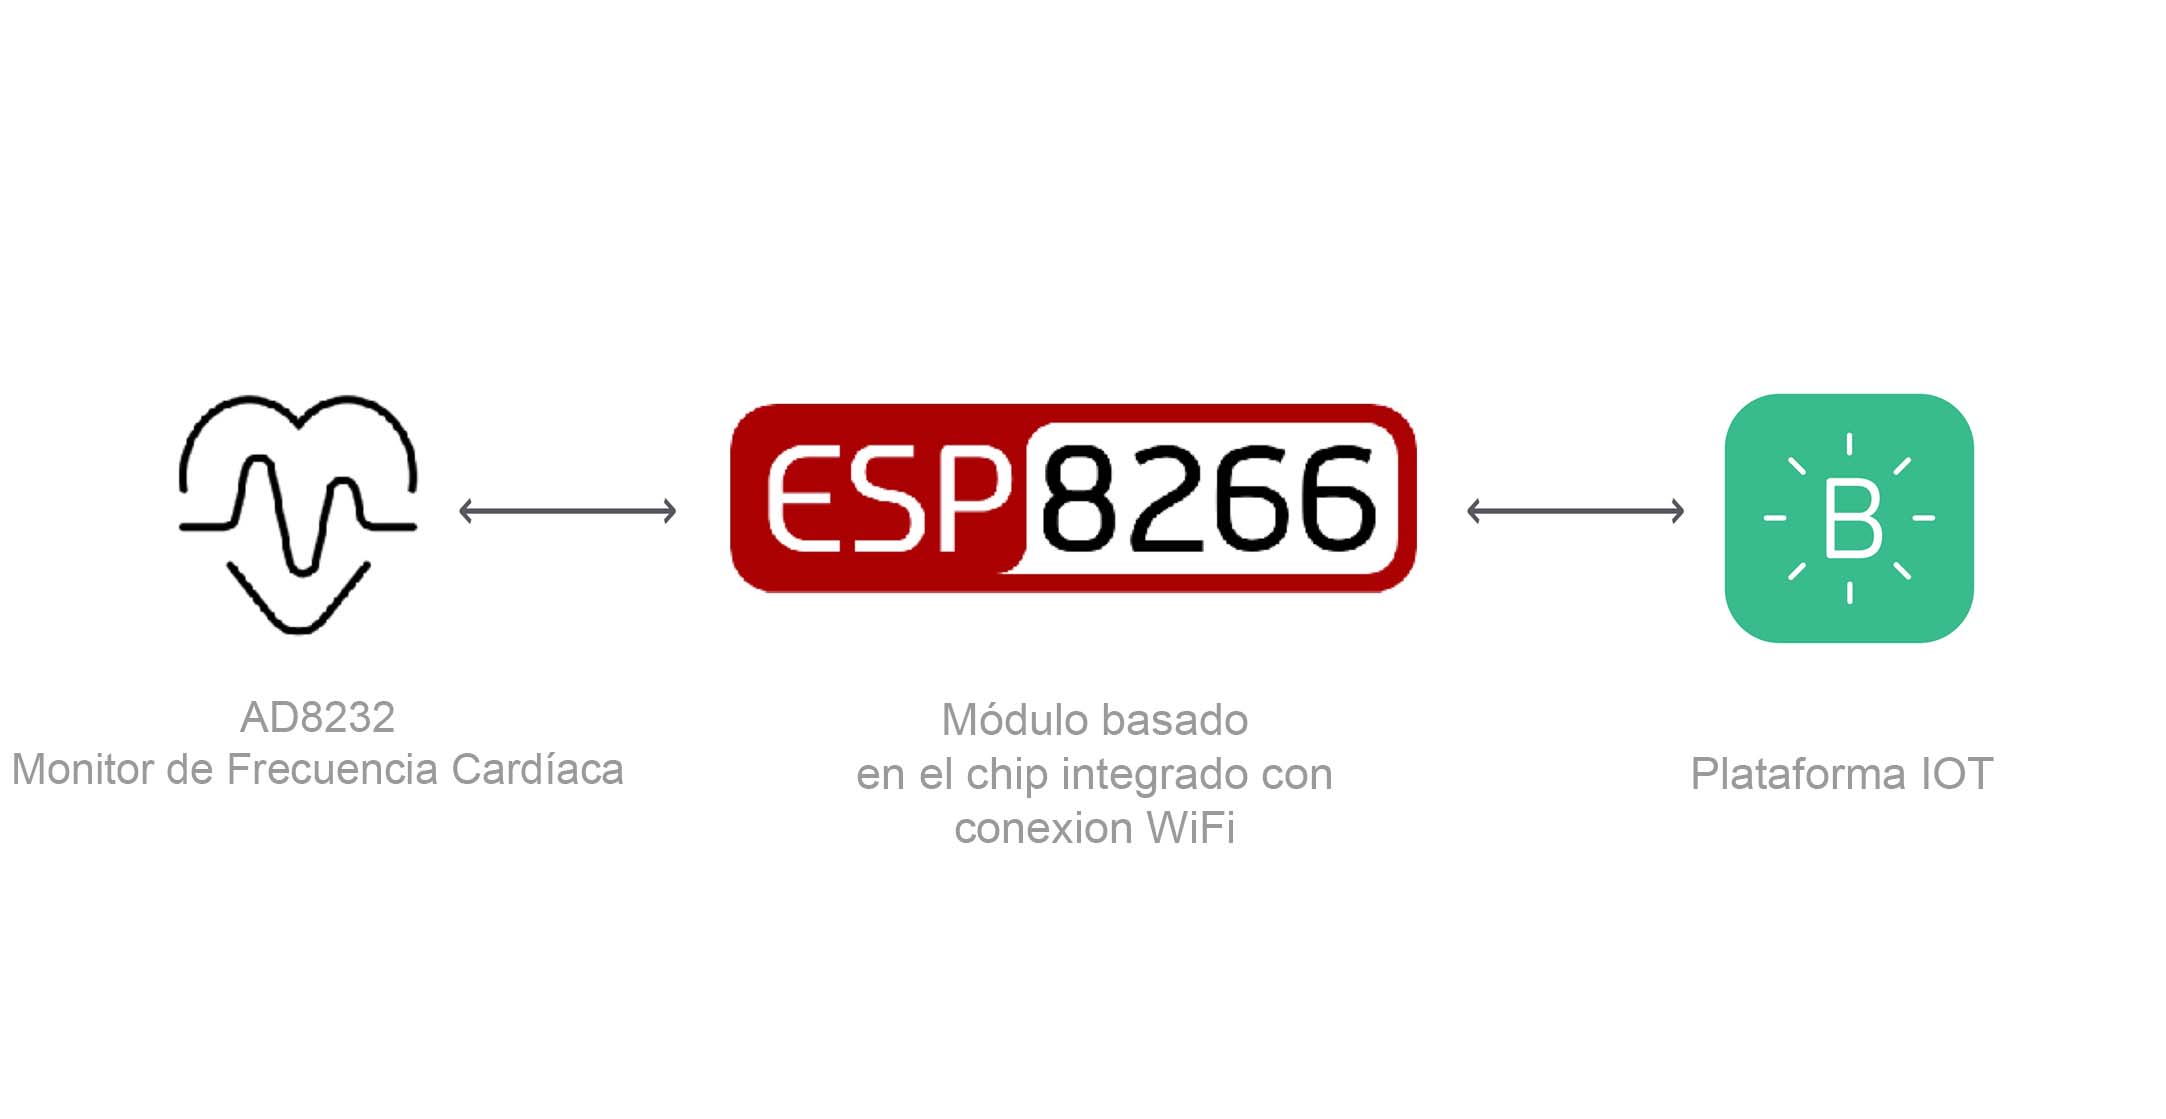 ESP8266
B
AD8232
Monitor de Frecuencia Cardíaca
Módulo basado
en el chip integrado con
conexion WiFi
Plataforma IOT